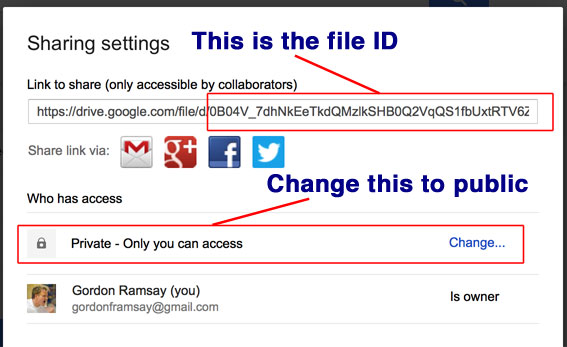 Sharing settings
This is the file ID
Link to share (only accessible by collaborators)
https://drive.google.com/file/d/0B04V_7dhNkEeTkdQMzlkSHB0Q2VqQS1fbUxtRTV6Z
Share link via:
Change this to public
Who has access
Private - Only you can access Change...
Gordon Ramsay (you) Is owner
gordonframsay@gmail.com